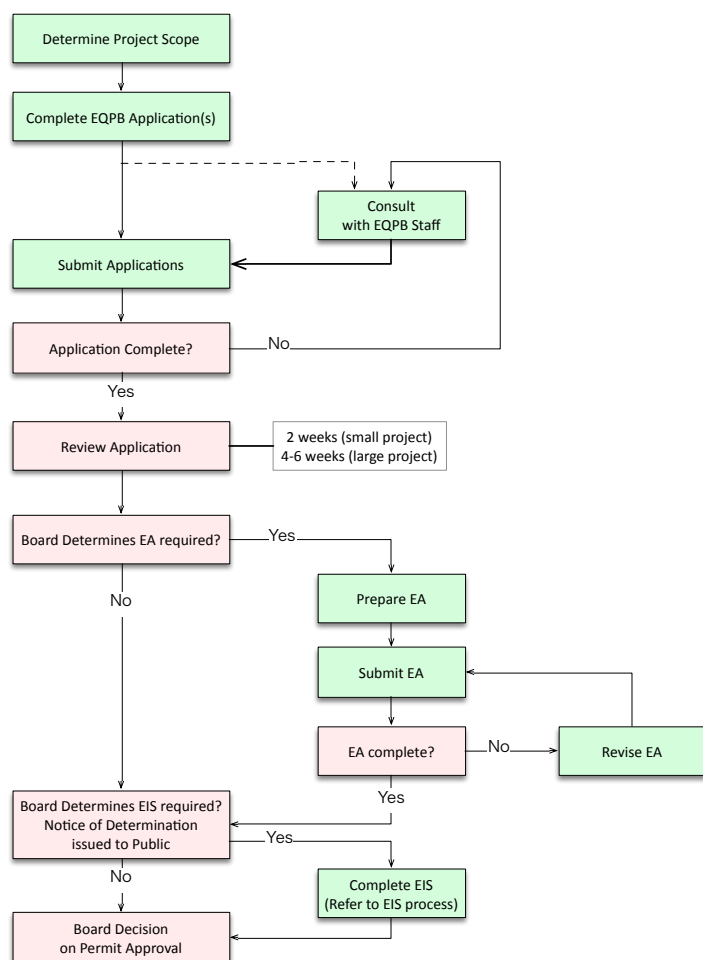 Determine Project Scope
Complete EQPB Application(s)
Consult
with EQPB Staff
Submit Applications
Application Complete?
No
Yes
Review Application
2 weeks (small project)
4-6 weeks (large project)
Board Determines EA required?
Yes
No
Prepare EA
Submit EA
EA complete?
No
Revise EA
Yes
Board Determines EIS required?
Notice of Determination
issued to Public
Yes
No
Complete EIS
(Refer to EIS process)
Board Decision
on Permit Approval